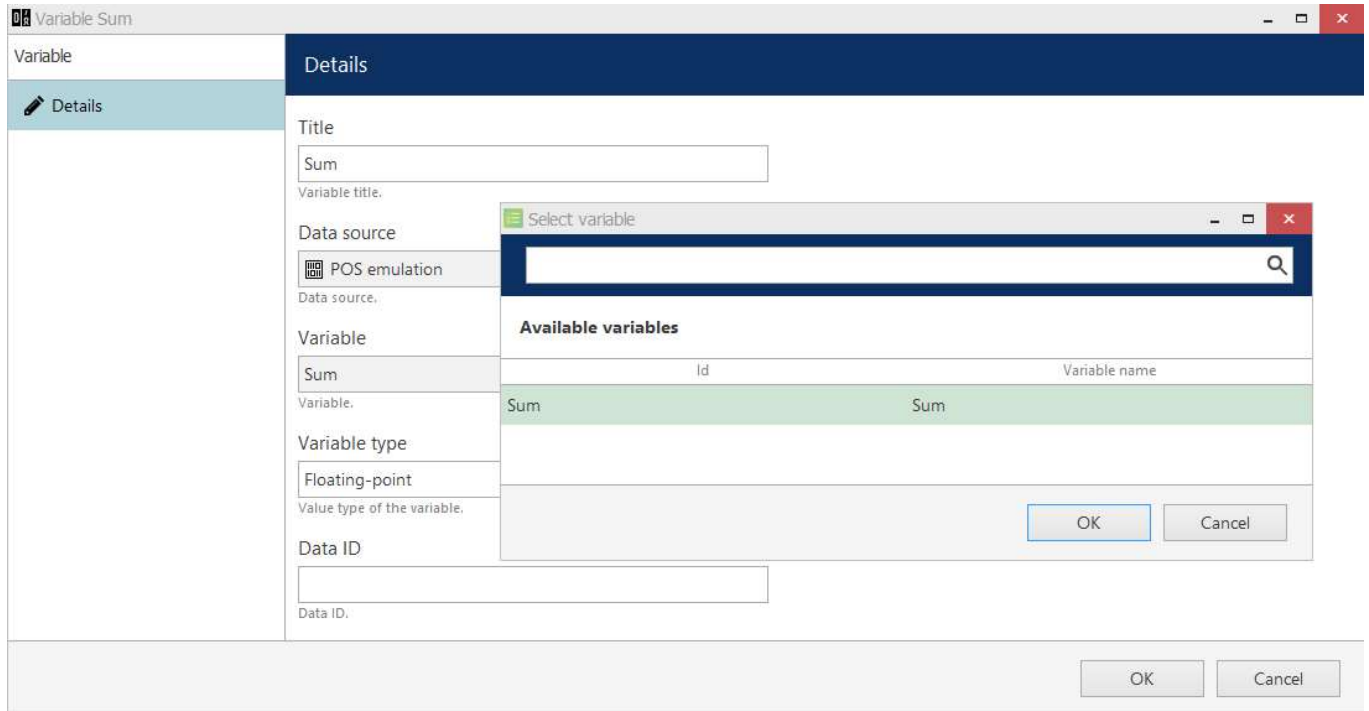 Variable Sum
Variable
Details
Details
Title
Sum
Variable title.
Data source
POS emulation
Data source.
Variable
Sum
Variable.
Variable type
Floating-point
Value type of the variable.
Data ID
Data ID.
Select variable
Available variables
Id Variable name
Sum Sum
OK Cancel
OK Cancel